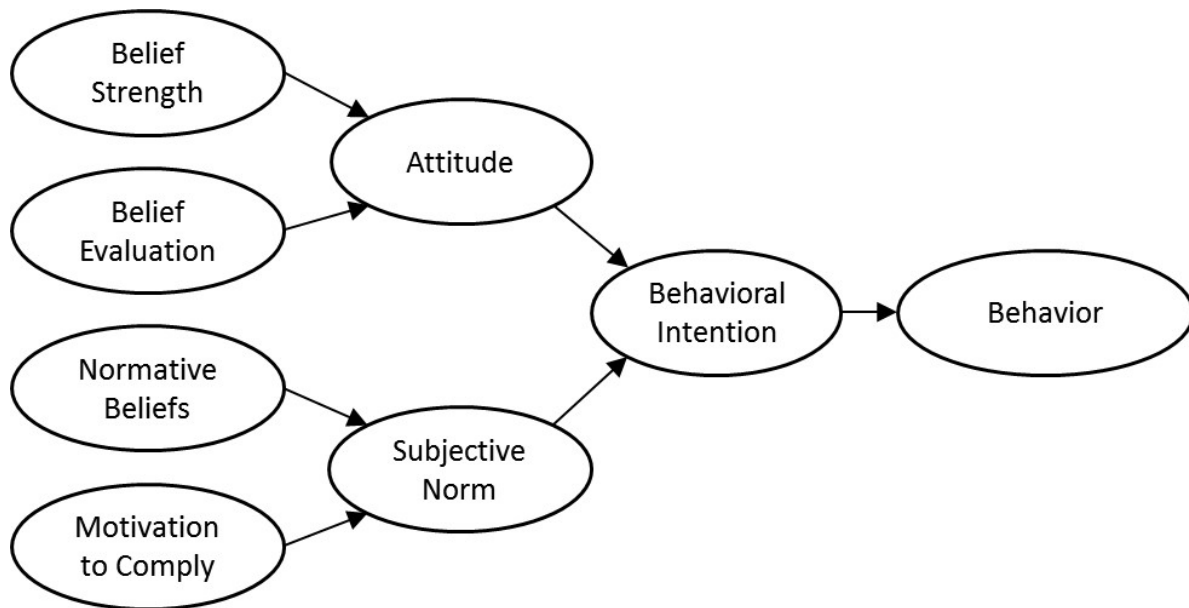 Belief
Strength
Attitude
Belief
Evaluation
Behavioral
Intention
Behavior
Normative
Beliefs
Subjective
Norm
Motivation
to Comply